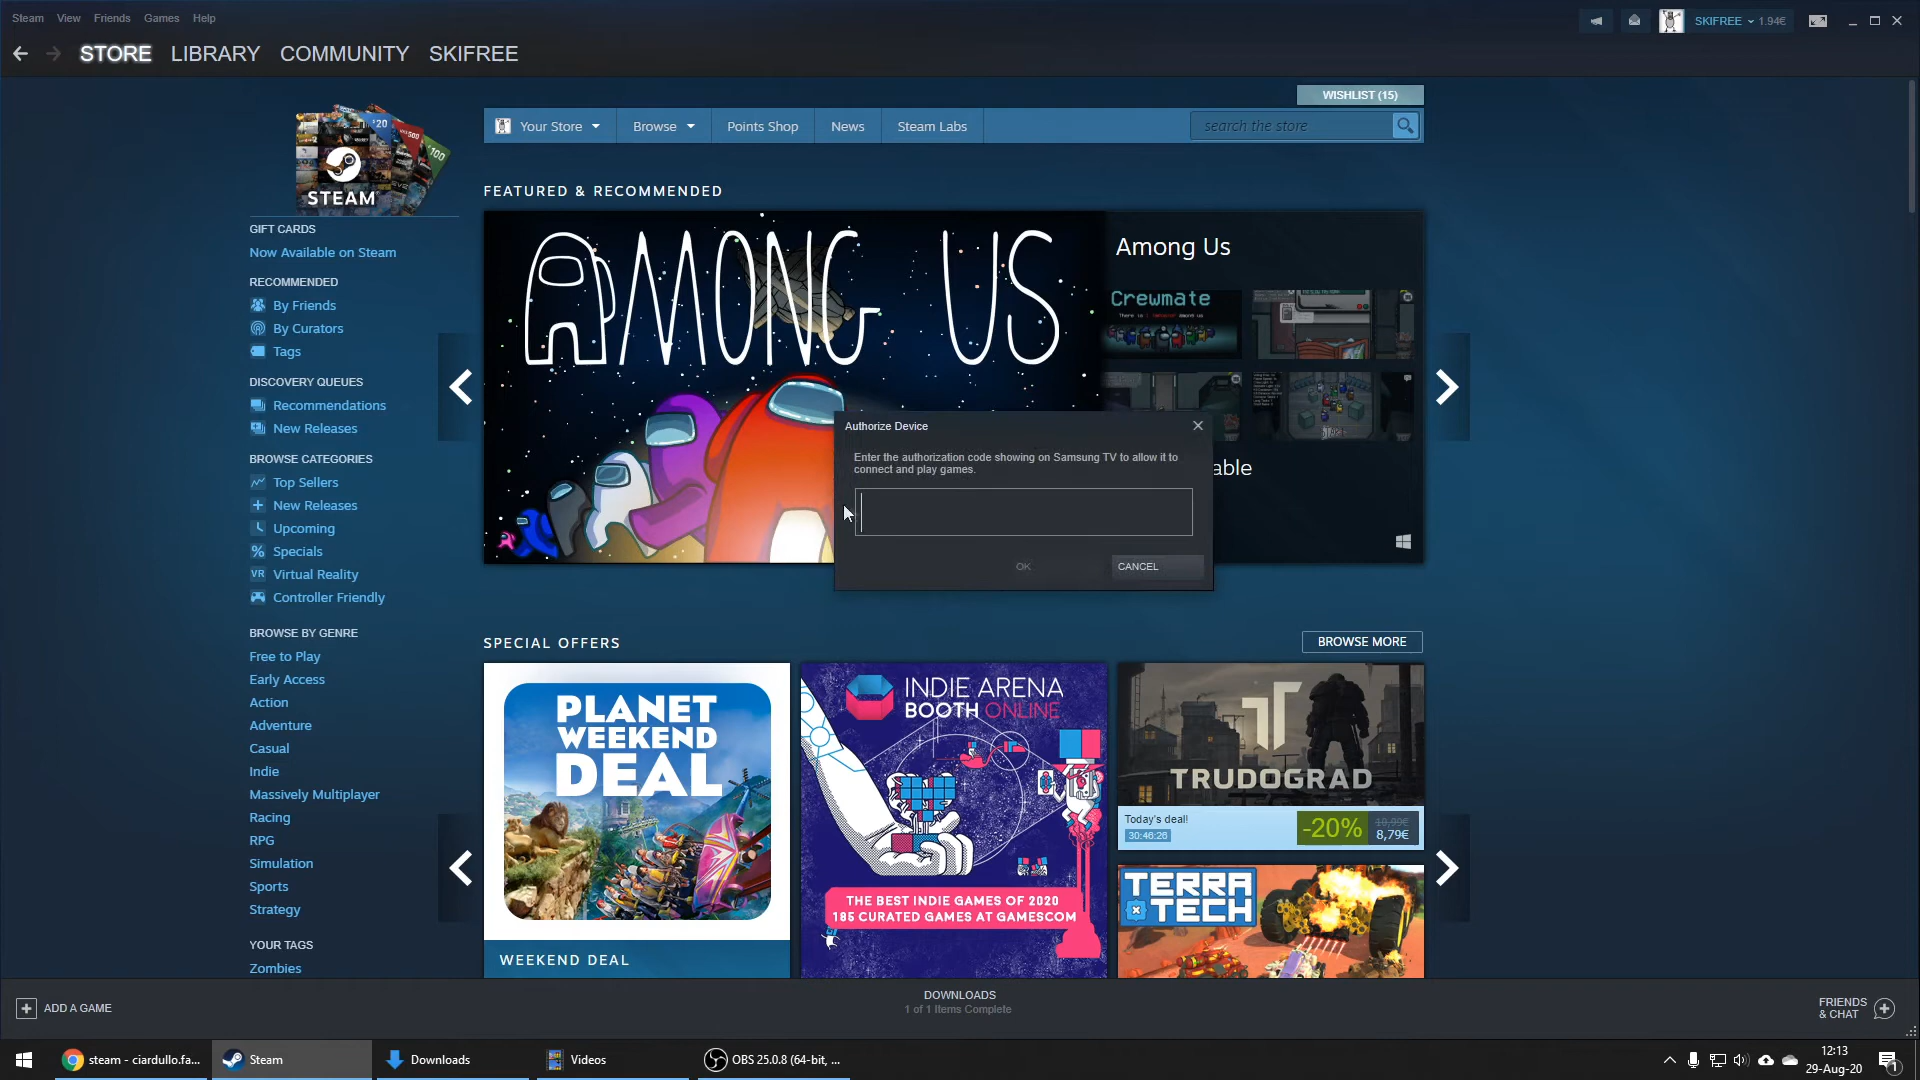 Steam View Friends Games Help
SKIFREE 1.94€
STORE LIBRARY COMMUNITY SKIFREE
WISHLIST (15)
Your Store Browse Points Shop News Steam Labs
search the store
$20
500
100
STEAM
GIFT CARDS
Now Available on Steam
RECOMMENDED
By Friends
By Curators
Tags
DISCOVERY QUEUES
Recommendations
New Releases
BROWSE CATEGORIES
Top Sellers
New Releases
Upcoming
Specials
VR Virtual Reality
Controller Friendly
BROWSE BY GENRE
Free to Play
Early Access
Action
Adventure
Casual
Indie
Massively Multiplayer
Racing
RPG
Simulation
Sports
Strategy
YOUR TAGS
Zombies
FEATURED & RECOMMENDED
AMONG US
Among Us
Crewmate
able
Authorize Device
Enter the authorization code showing on Samsung TV to allow it to
connect and play games.
OK CANCEL
SPECIAL OFFERS
BROWSE MORE
PLANET
WEEKEND
DEAL
WEEKEND DEAL
INDIE ARENA
BOOTH ONLINE
THE BEST INDIE GAMES OF 2020
185 CURATED GAMES AT GAMESCOM
TRUDOGRAD
Today's deal!
30:46:26
-20%
10,99€
8,79€
TERRA
TECH
ADD A GAME
DOWNLOADS
1 of 1 Items Complete
FRIENDS
& CHAT
steam - ciardullo.fa...
Steam
Downloads
Videos
OBS 25.0.8 (64-bit, ...
12:13
29-Aug-20
1